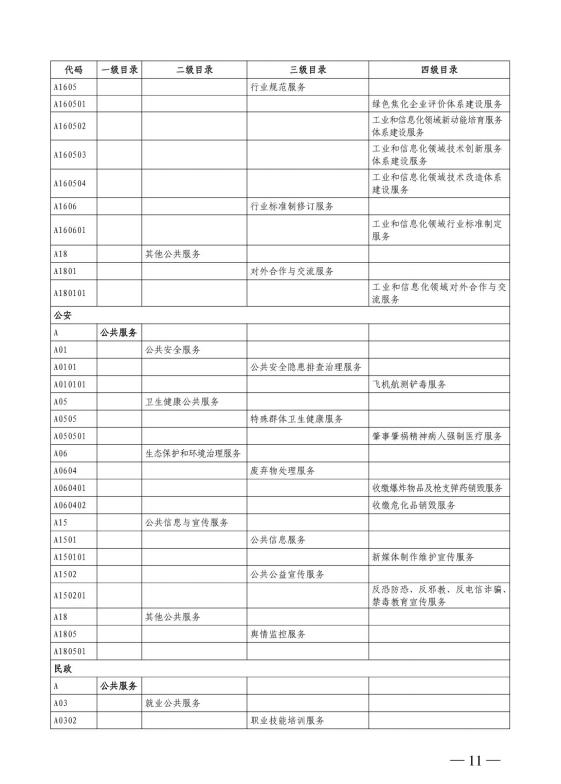 代码 一级目录 二级目录 三级目录 四级目录
A1605 行业规范服务
A160501 绿色焦化企业评价体系建设服务
A160502 工业和信息化领域新动能培育服务
体系建设服务
A160503 工业和信息化领域技术创新服务
体系建设服务
A160504 工业和信息化领域技术改造体系
建设服务
A1606 行业标准制修订服务
A160601 工业和信息化领域行业标准制定
服务
A18 其他公共服务
A1801 对外合作与交流服务
A180101 工业和信息化领域对外合作与交
流服务
公安
A 公共服务
A01 公共安全服务
A0101 公共安全隐患排查治理服务
A010101 飞机航测铲毒服务
A05 卫生健康公共服务
A0505 特殊群体卫生健康服务
A050501 肇事肇祸精神病人强制医疗服务
A06 生态保护和环境治理服务
A0604 废弃物处理服务
A060401 收缴爆炸物品及枪支弹药销毁服务
A060402 收缴危化品销毁服务
A15 公共信息与宣传服务
A1501 公共信息服务
A150101 新媒体制作维护宣传服务
A1502 公共公益宣传服务
A150201 反恐防恐、反邪教、反电信诈骗、
禁毒教育宣传服务
A18 其他公共服务
A1805 舆情监控服务
A180501
民政
A 公共服务
A03 就业公共服务
A0302 职业技能培训服务
— 11 —